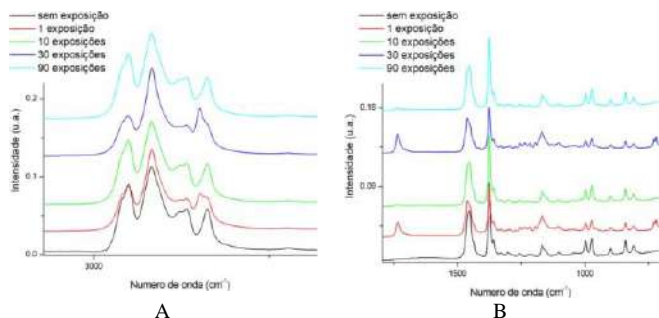 A
sem exposição
1 exposição
10 exposições
30 exposições
90 exposições
Intensidade (u.a.)
0.2
0.1
0.0
3000
Numero de onda (cm⁻¹)
A
B
sem exposição
1 exposição
10 exposições
30 exposições
90 exposições
Intensidade (u.a.)
0.18
0.09
1500
1000
Numero de onda (cm⁻¹)
B